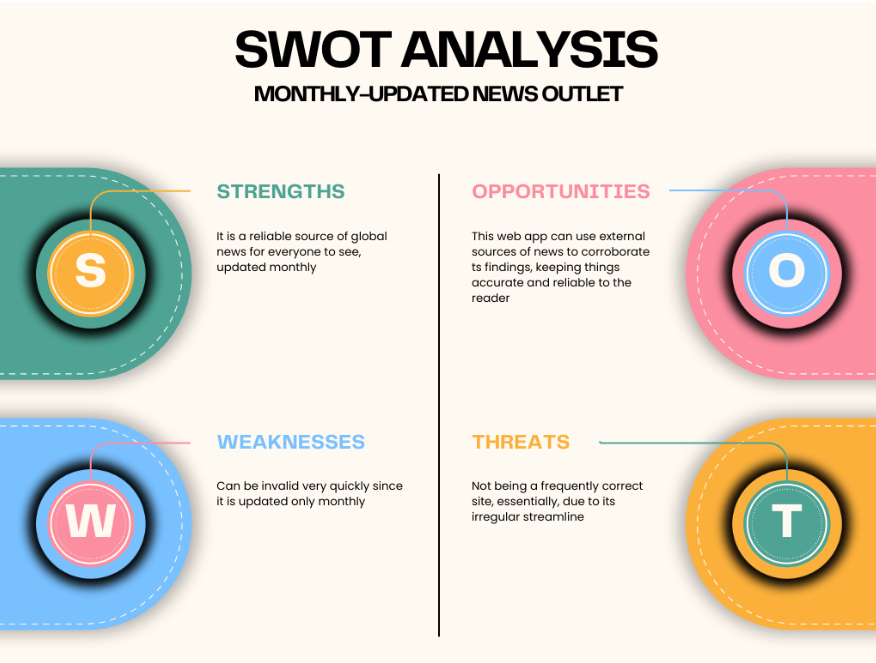 SWOT ANALYSIS
MONTHLY-UPDATED NEWS OUTLET
S
STRENGTHS
It is a reliable source of global
news for everyone to see,
updated monthly
W
WEAKNESSES
Can be invalid very quickly since
it is updated only monthly
OPPORTUNITIES
O
This web app can use external
sources of news to corroborate
ts findings, keeping things
accurate and reliable to the
reader
THREATS
T
Not being a frequently correct
site, essentially, due to its
irregular streamline